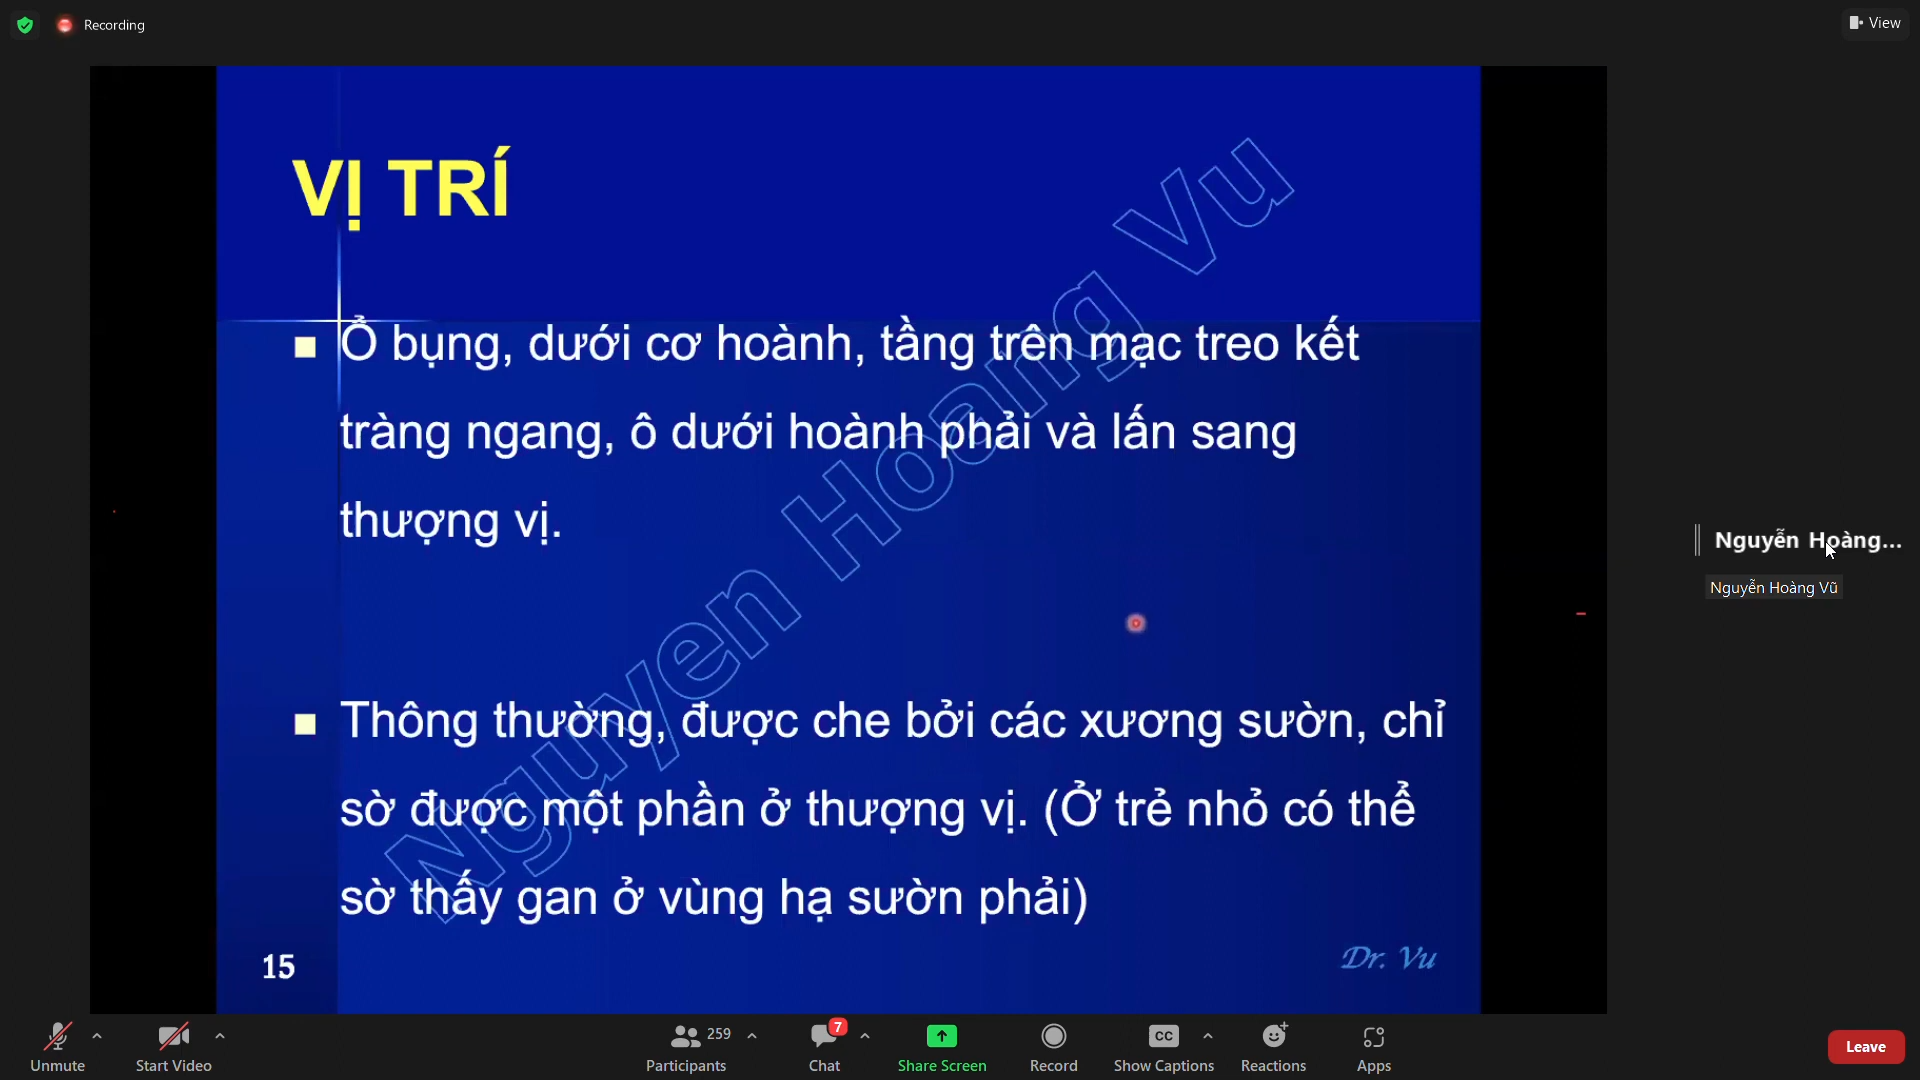 Recording
View
VỊ TRÍ
Ổ bụng, dưới cơ hoành, tầng trên mạc treo kết
tràng ngang, ô dưới hoành phải và lấn sang
thượng vị.
Thông thường, được che bởi các xương sườn, chỉ
sờ được một phần ở thượng vị. (Ở trẻ nhỏ có thể
sờ thấy gan ở vùng hạ sườn phải)
Nguyen Hoang Vu
15
Dr. Vu
Nguyễn Hoàng...
Nguyễn Hoàng Vũ
Unmute
Start Video
259
Participants
7
Chat
Share Screen
Record
CC
Show Captions
Reactions
Apps
Leave